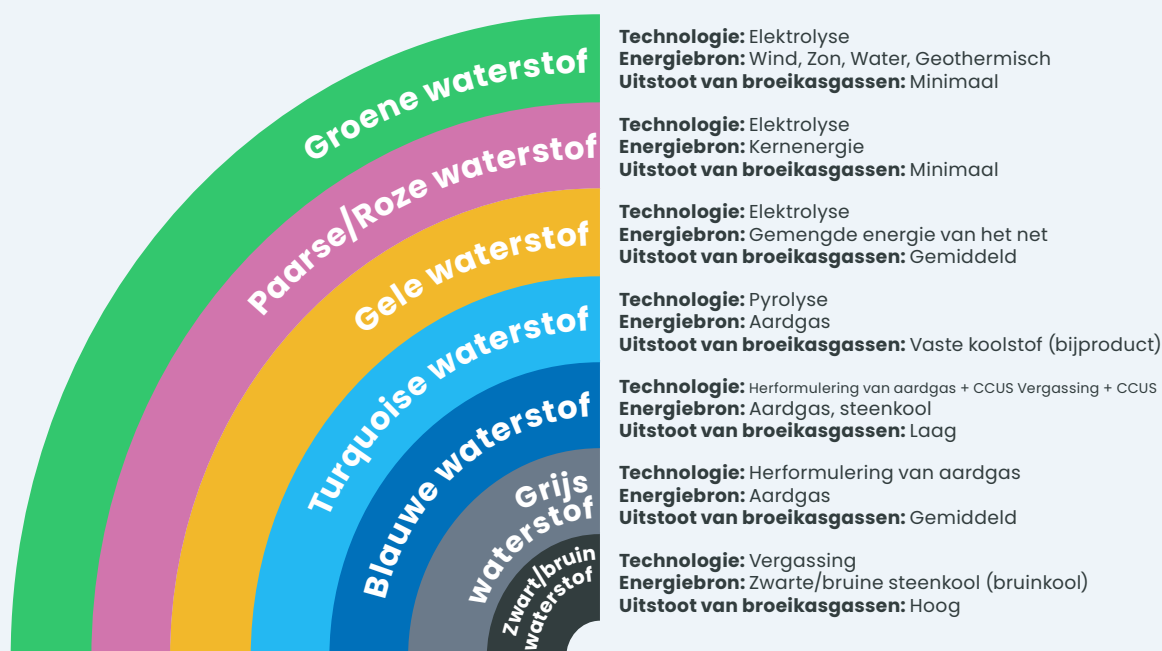 Groene waterstof
Technologie: Elektrolyse
Energiebron: Wind, Zon, Water, Geothermisch
Uitstoot van broeikasgassen: Minimaal
Paarse/Roze waterstof
Technologie: Elektrolyse
Energiebron: Kernenergie
Uitstoot van broeikasgassen: Minimaal
Gele waterstof
Technologie: Elektrolyse
Energiebron: Gemengde energie van het net
Uitstoot van broeikasgassen: Gemiddeld
Turquoise waterstof
Technologie: Pyrolyse
Energiebron: Aardgas
Uitstoot van broeikasgassen: Vaste koolstof (bijproduct)
Blauwe waterstof
Technologie: Herformulering van aardgas + CCUS Vergassing + CCUS
Energiebron: Aardgas, steenkool
Uitstoot van broeikasgassen: Laag
Grijs
waterstof
Technologie: Herformulering van aardgas
Energiebron: Aardgas
Uitstoot van broeikasgassen: Gemiddeld
Zwart/bruin
waterstof
Technologie: Vergassing
Energiebron: Zwarte/bruine steenkool (bruinkool)
Uitstoot van broeikasgassen: Hoog